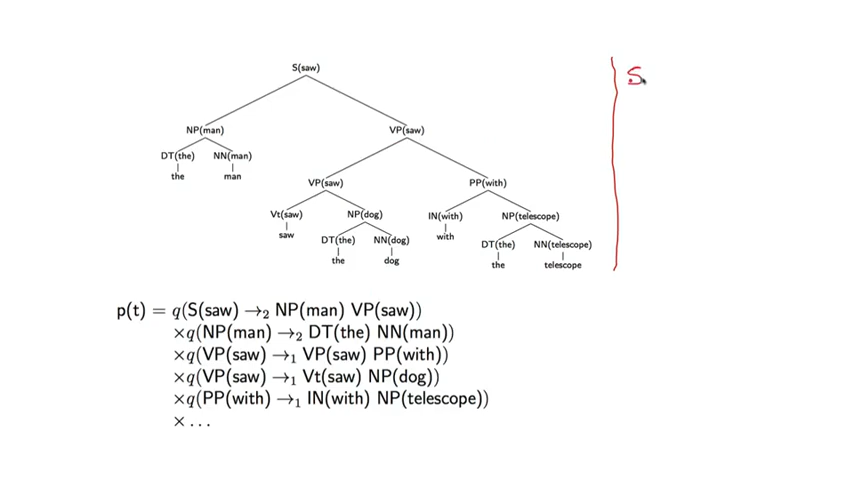 S(saw)
S
NP(man) VP(saw)
DT(the) NN(man)
the man
VP(saw) PP(with)
Vt(saw) NP(dog) IN(with) NP(telescope)
saw DT(the) NN(dog) with DT(the) NN(telescope)
the dog the telescope
p(t) = q(S(saw) →₂ NP(man) VP(saw))
×q(NP(man) →₂ DT(the) NN(man))
×q(VP(saw) →₁ VP(saw) PP(with))
×q(VP(saw) →₁ Vt(saw) NP(dog))
×q(PP(with) →₁ IN(with) NP(telescope))
× . . .